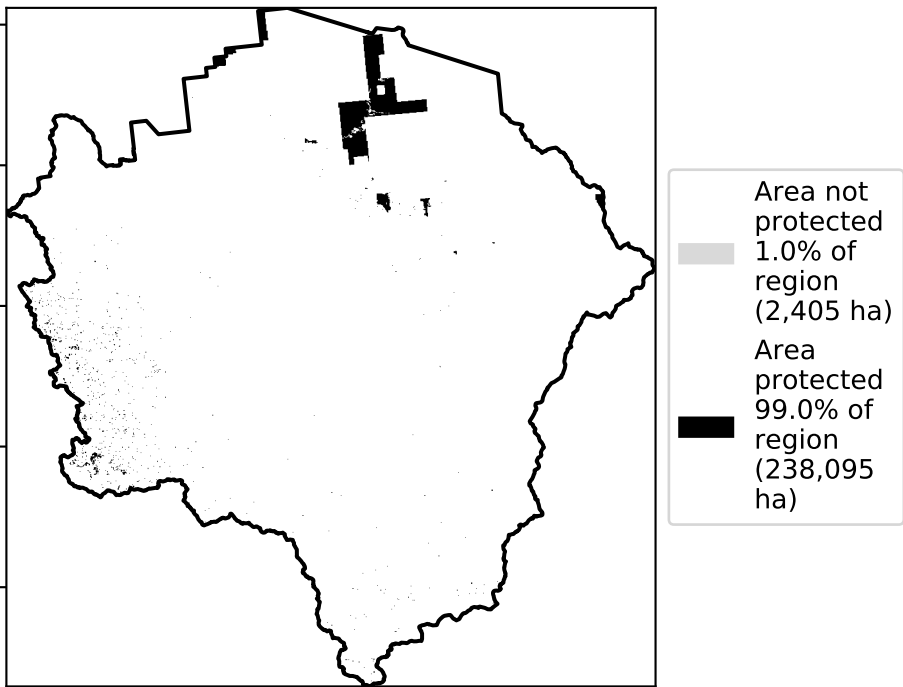 Area not
protected
1.0% of
region
(2,405 ha)
Area
protected
99.0% of
region
(238,095
ha)